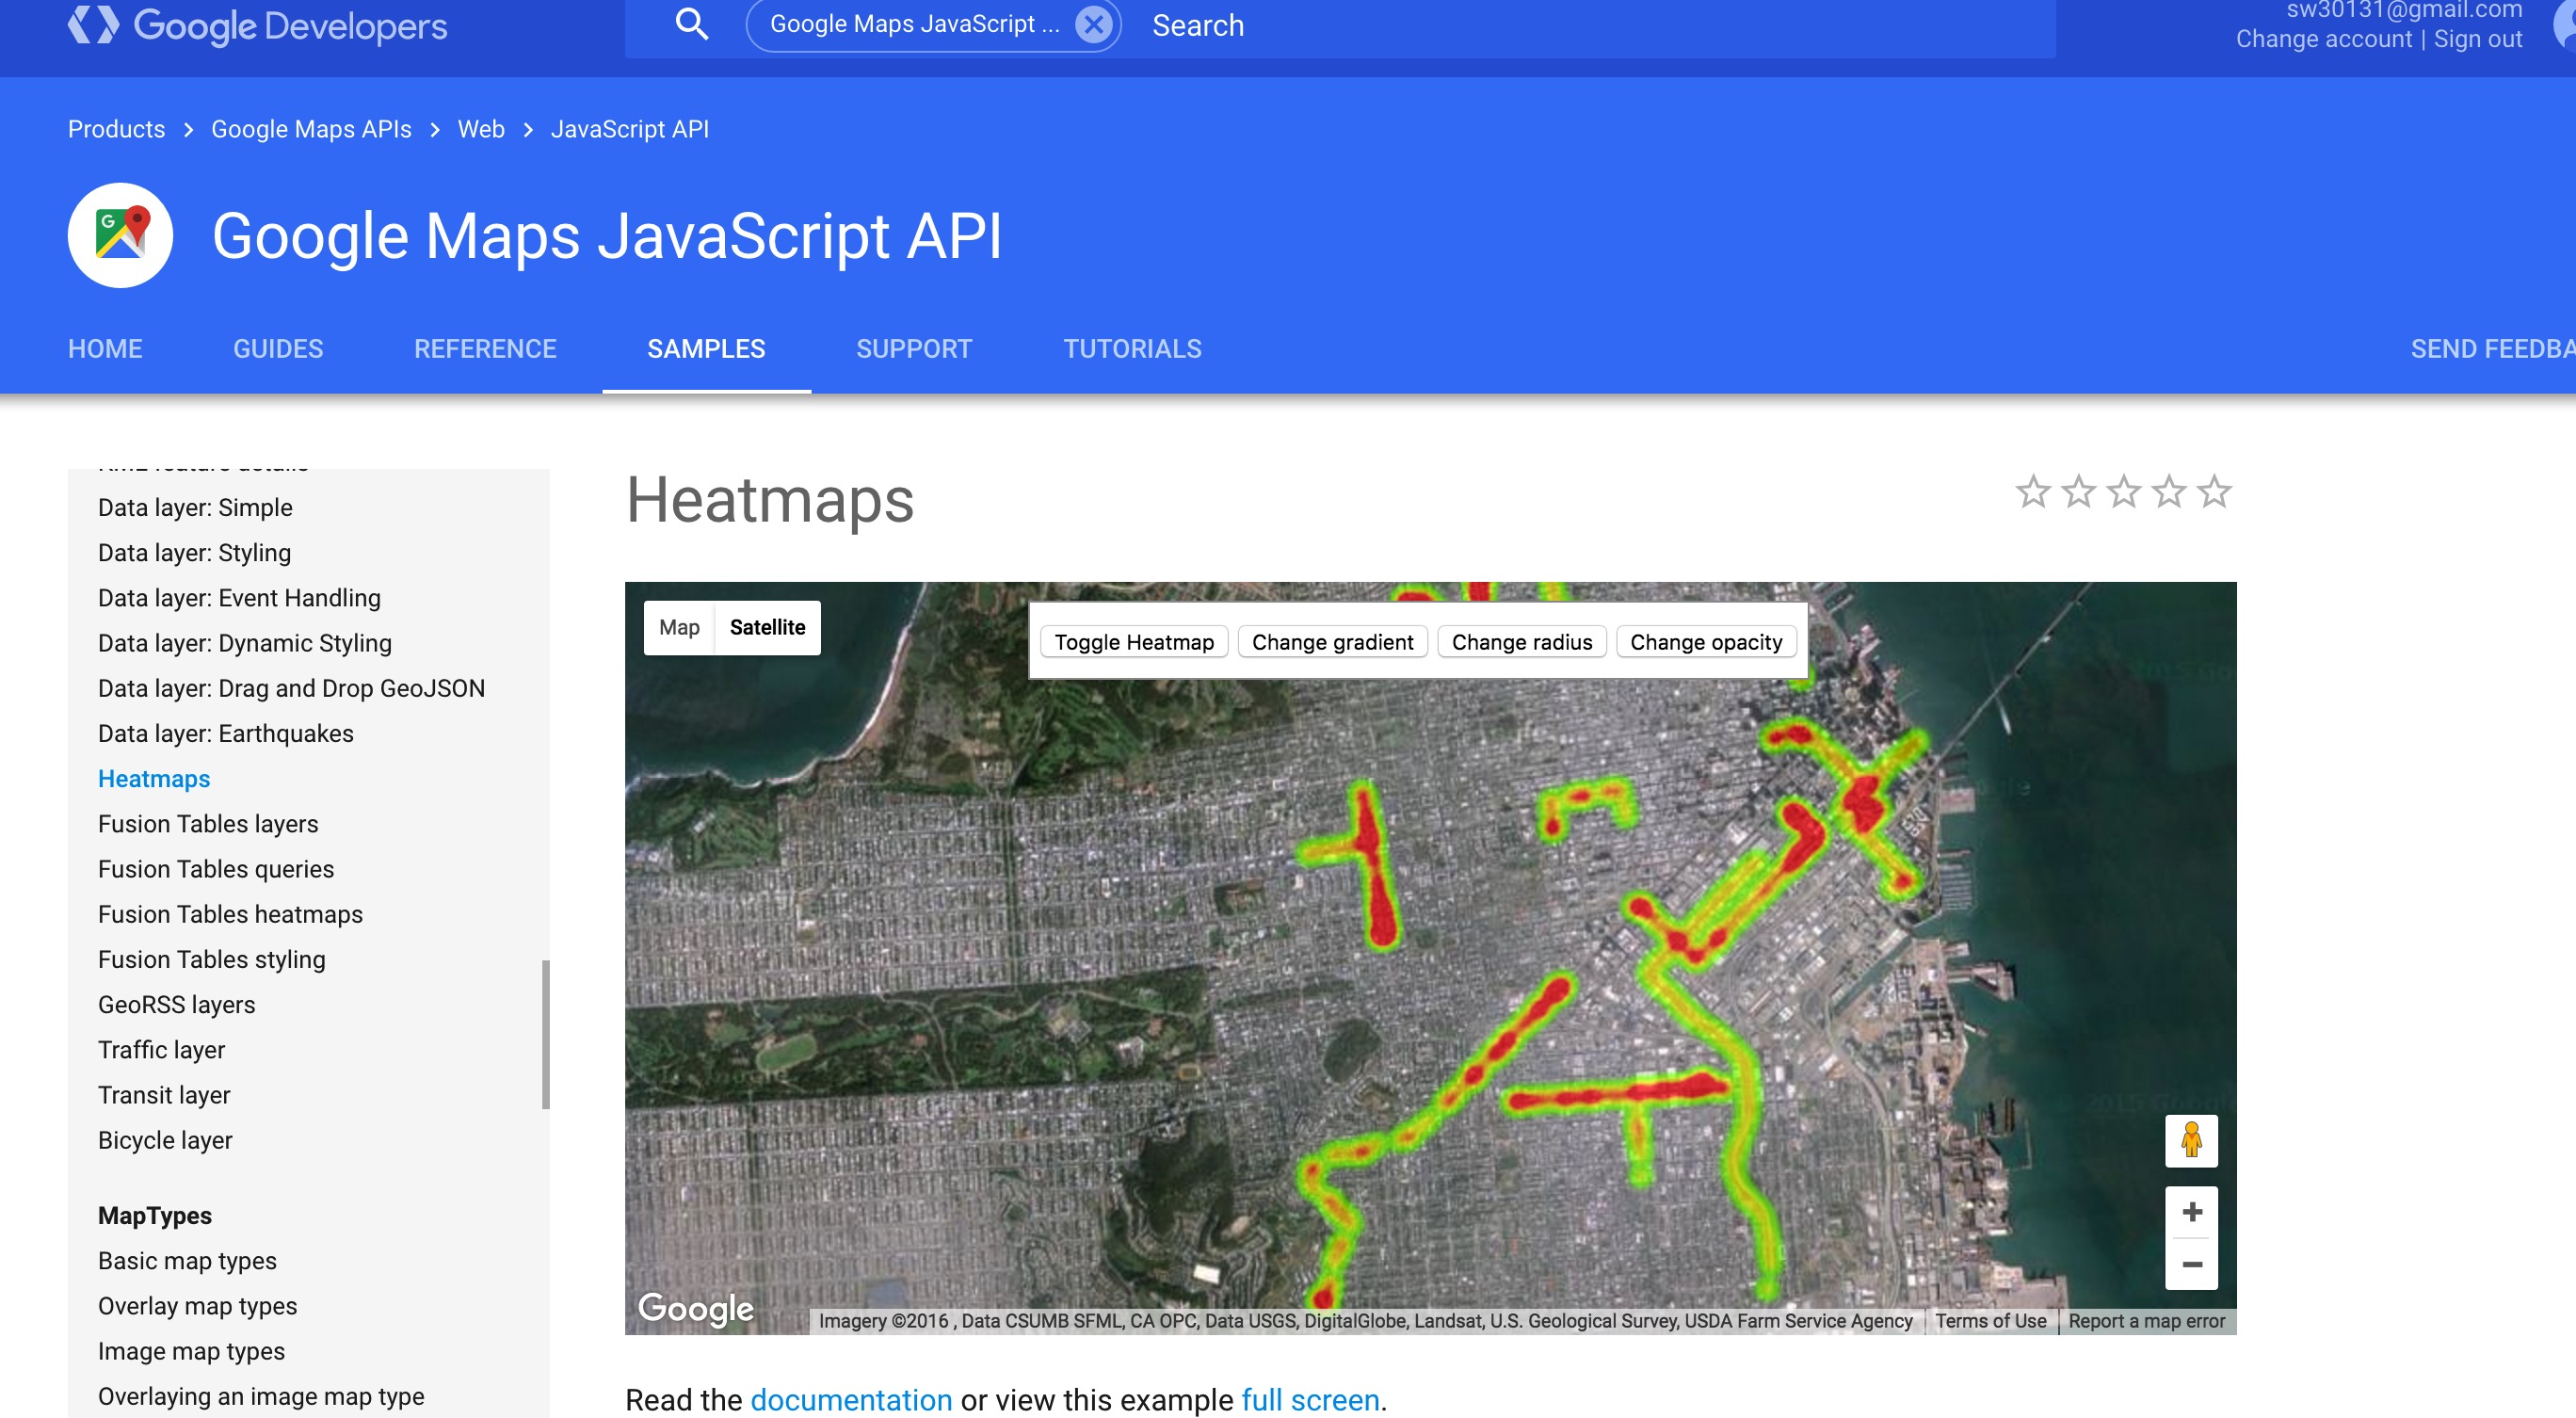 Google Developers
Google Maps JavaScript ...
Search
sw30131@gmail.com
Change account | Sign out
Products > Google Maps APIs > Web > JavaScript API
Google Maps JavaScript API
HOME GUIDES REFERENCE SAMPLES SUPPORT TUTORIALS SEND FEEDBA
Data layer: Simple
Data layer: Styling
Data layer: Event Handling
Data layer: Dynamic Styling
Data layer: Drag and Drop GeoJSON
Data layer: Earthquakes
Heatmaps
Fusion Tables layers
Fusion Tables queries
Fusion Tables heatmaps
Fusion Tables styling
GeoRSS layers
Traffic layer
Transit layer
Bicycle layer
MapTypes
Basic map types
Overlay map types
Image map types
Overlaying an image map type
Heatmaps
Map Satellite
Toggle Heatmap Change gradient Change radius Change opacity
Google
Imagery ©2016 , Data CSUMB SFML, CA OPC, Data USGS, DigitalGlobe, Landsat, U.S. Geological Survey, USDA Farm Service Agency Terms of Use Report a map error
Read the documentation or view this example full screen.